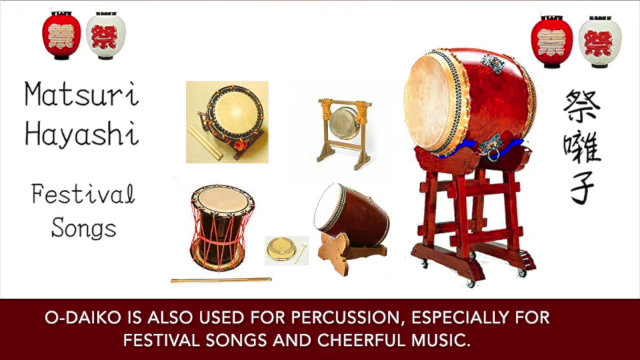 祭 祭
祭 祭
Matsuri
Hayashi
Festival
Songs
祭囃子
O-DAIKO IS ALSO USED FOR PERCUSSION, ESPECIALLY FOR
FESTIVAL SONGS AND CHEERFUL MUSIC.